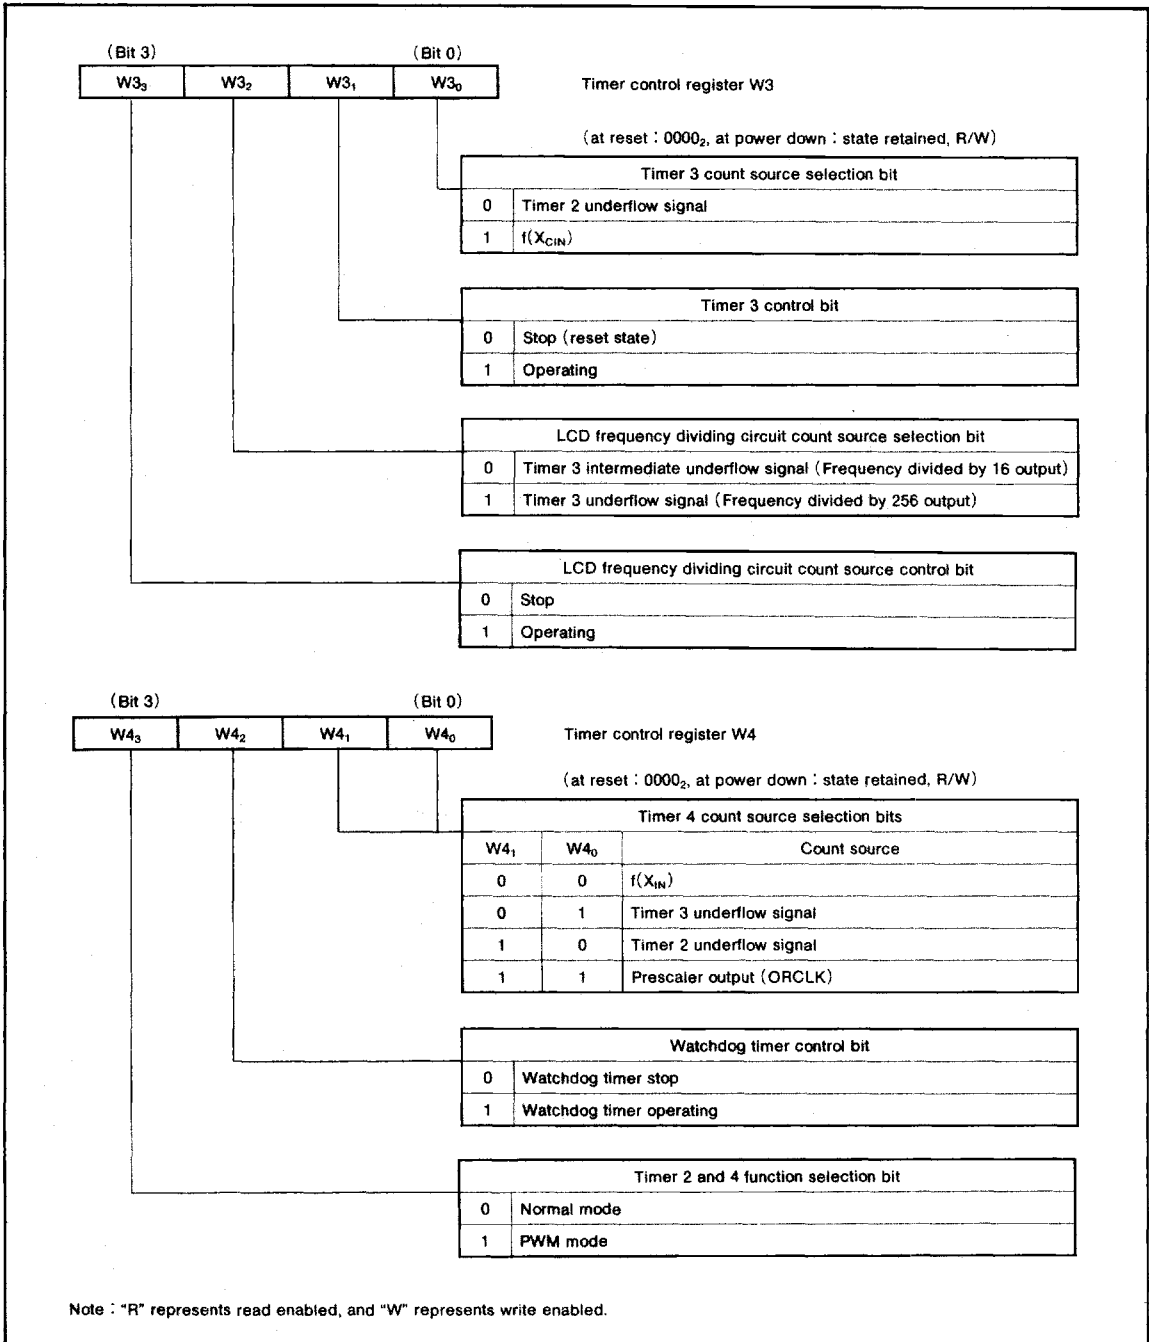 (Bit 3) (Bit 0)
W3₃ W3₂ W3₁ W3₀ Timer control register W3
(at reset : 0000₂, at power down : state retained, R/W)
Timer 3 count source selection bit
0 Timer 2 underflow signal
1 f(X_CIN)
Timer 3 control bit
0 Stop (reset state)
1 Operating
LCD frequency dividing circuit count source selection bit
0 Timer 3 intermediate underflow signal (Frequency divided by 16 output)
1 Timer 3 underflow signal (Frequency divided by 256 output)
LCD frequency dividing circuit count source control bit
0 Stop
1 Operating
(Bit 3) (Bit 0)
W4₃ W4₂ W4₁ W4₀ Timer control register W4
(at reset : 0000₂, at power down : state retained, R/W)
Timer 4 count source selection bits
W4₁ W4₀ Count source
0 0 f(X_IN)
0 1 Timer 3 underflow signal
1 0 Timer 2 underflow signal
1 1 Prescaler output (ORCLK)
Watchdog timer control bit
0 Watchdog timer stop
1 Watchdog timer operating
Timer 2 and 4 function selection bit
0 Normal mode
1 PWM mode
Note : "R" represents read enabled, and "W" represents write enabled.